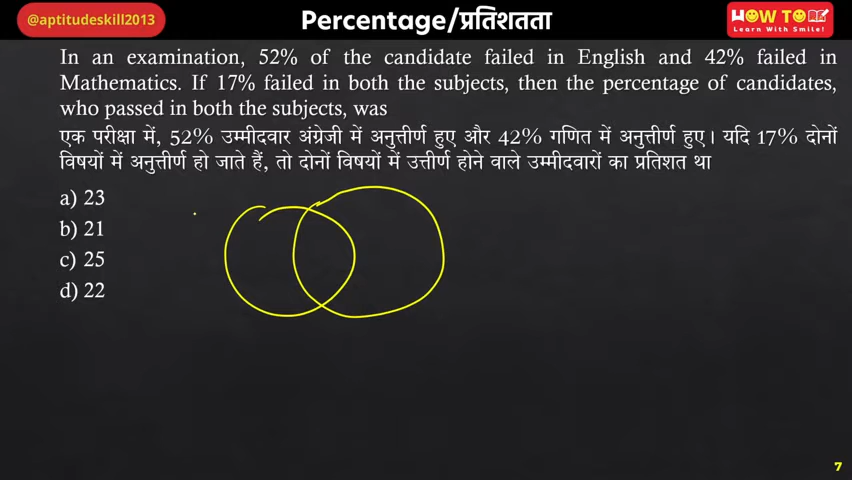 @aptitudeskill2013
Percentage/प्रतिशतता
HOW TO
Learn With Smile!
In an examination, 52% of the candidate failed in English and 42% failed in
Mathematics. If 17% failed in both the subjects, then the percentage of candidates,
who passed in both the subjects, was
एक परीक्षा में, 52% उम्मीदवार अंग्रेजी में अनुत्तीर्ण हुए और 42% गणित में अनुत्तीर्ण हुए। यदि 17% दोनों
विषयों में अनुत्तीर्ण हो जाते हैं, तो दोनों विषयों में उत्तीर्ण होने वाले उम्मीदवारों का प्रतिशत था
a) 23
b) 21
c) 25
d) 22
7